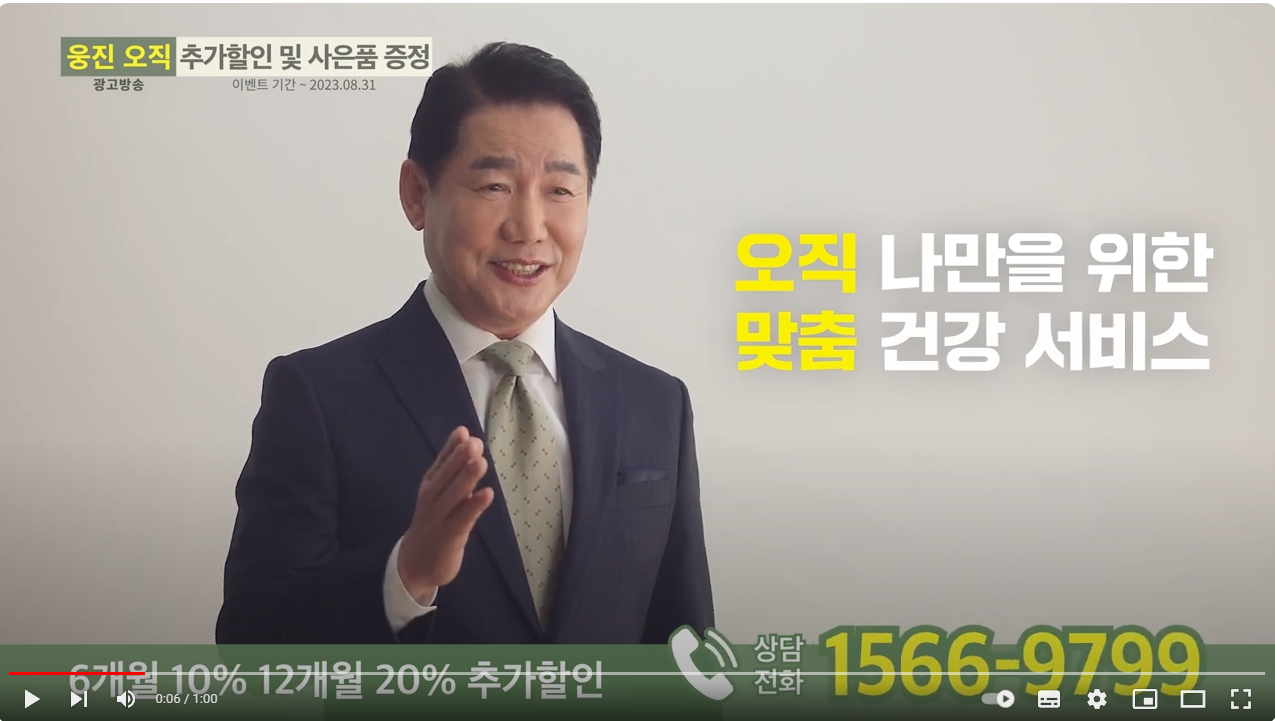 웅진 오직 추가할인 및 사은품 증정
광고방송 이벤트 기간 ~ 2023.08.31
오직 나만을 위한
맞춤 건강 서비스
6개월 10% 12개월 20% 추가할인
상담
전화
1566-9799
0:06 / 1:00